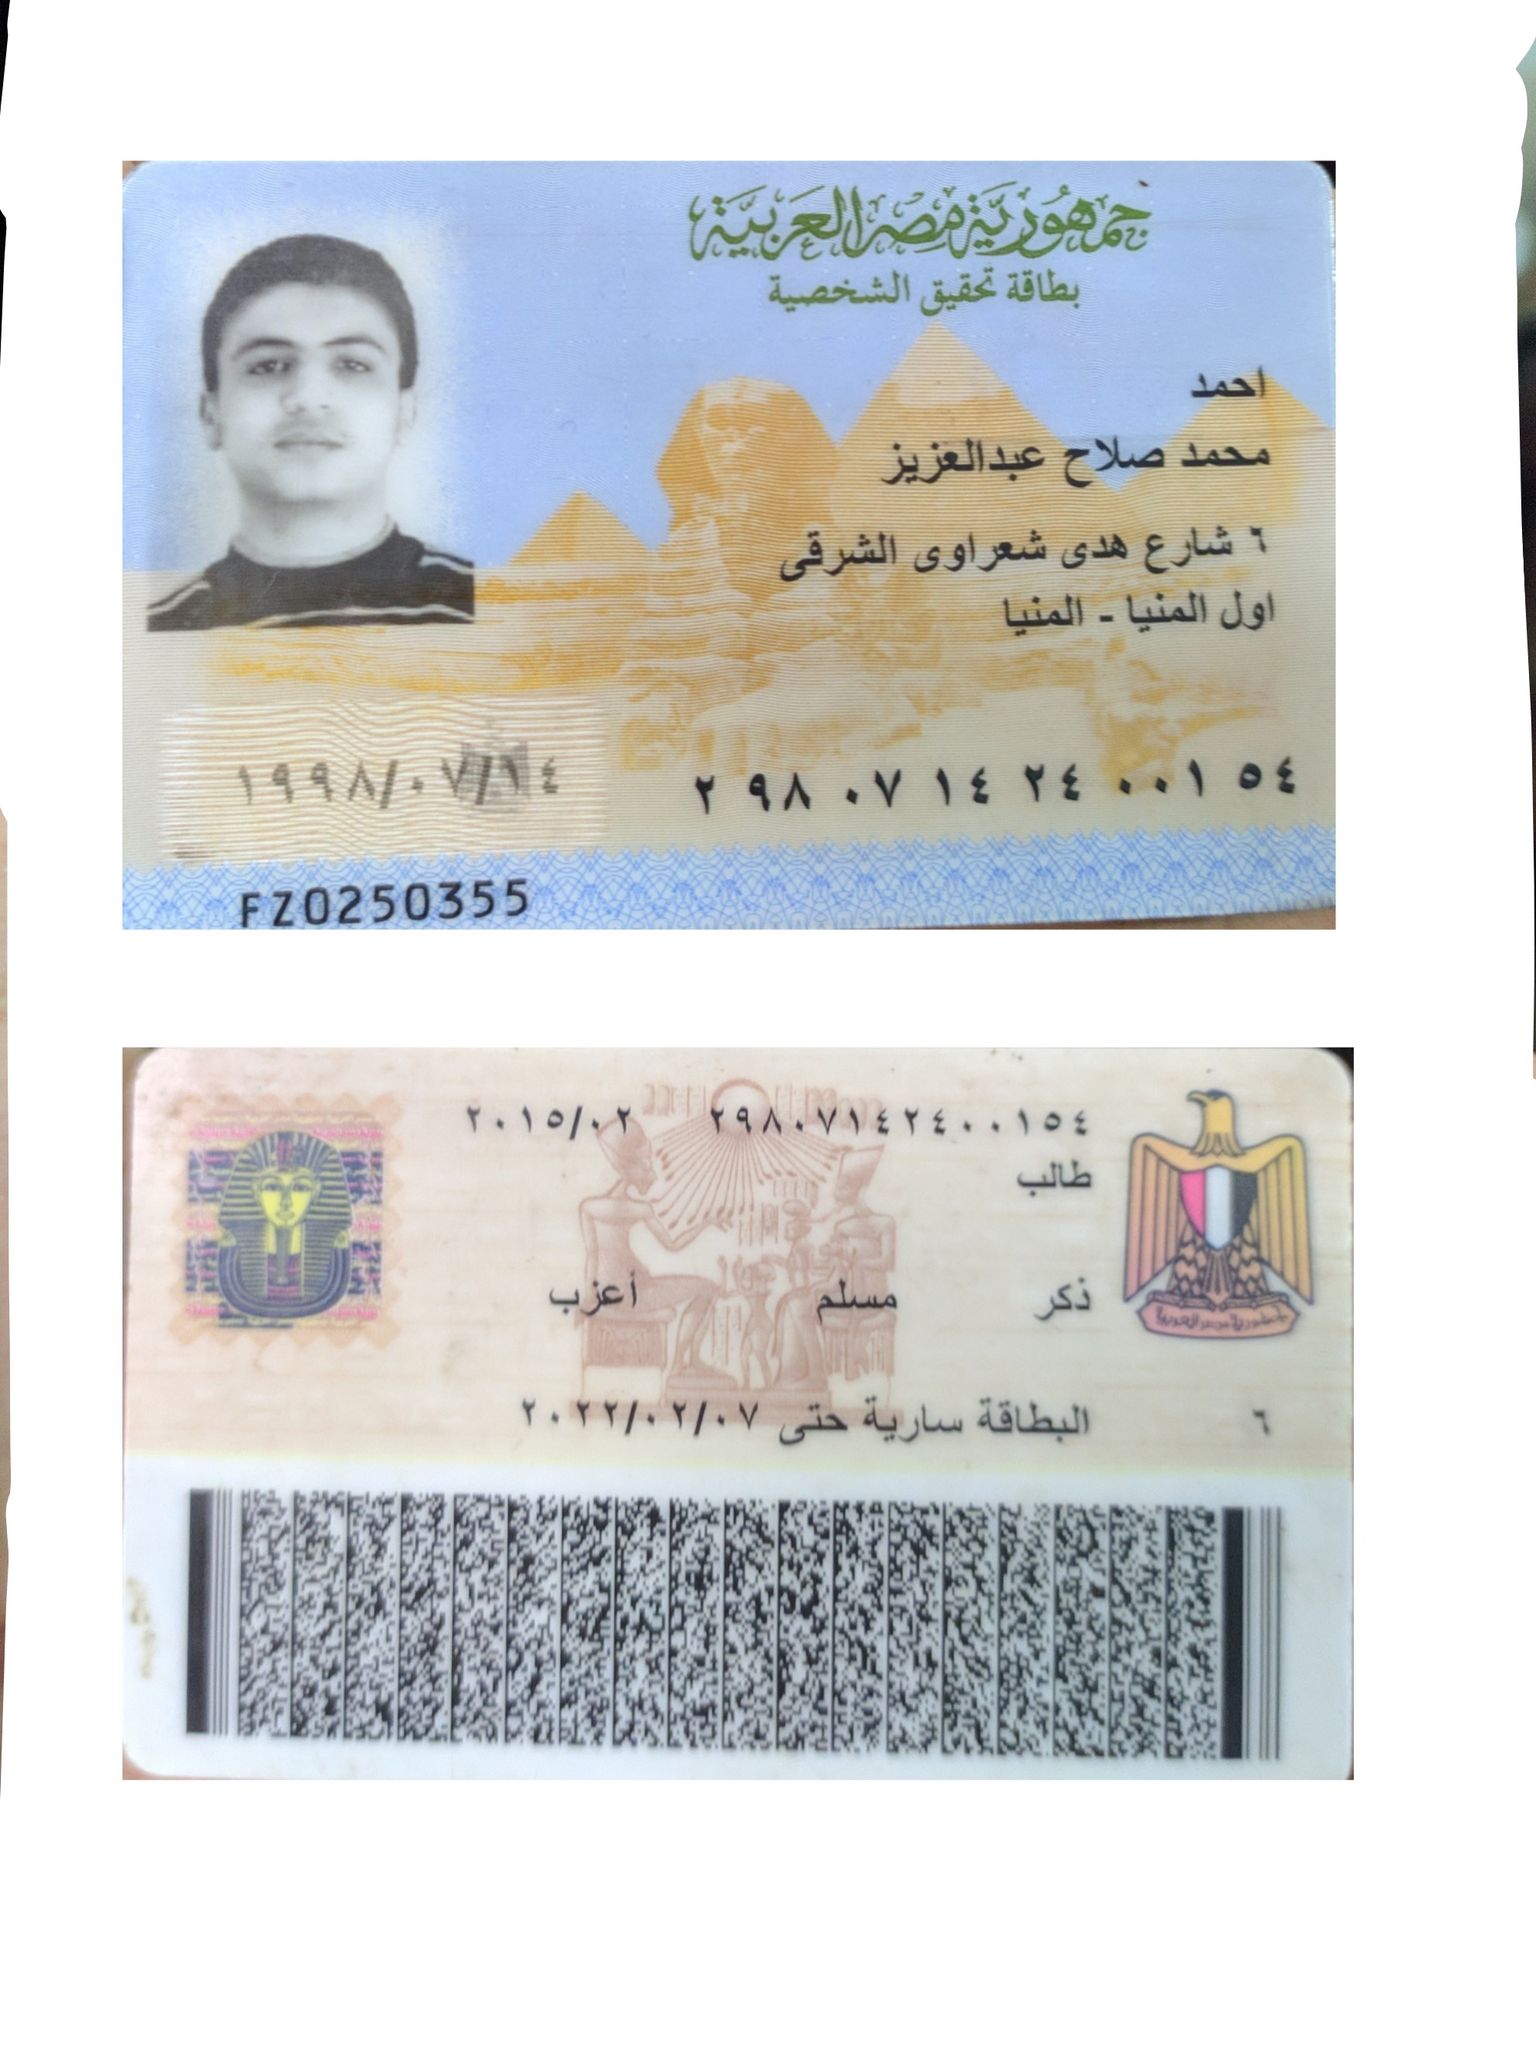 جمهورية مصر العربية
بطاقة تحقيق الشخصية
احمد
محمد صلاح عبدالعزيز
٦ شارع هدى شعراوى الشرقى
اول المنيا - المنيا
٢ ٩٨ ٠٧ ١٤ ٢٤ ٠٠١ ٥٤
١٩٩٨/٠٧/١٤
FZ0250355
٢٩٨٠٧١٤٢٤٠٠١٥٤ ٢٠١٥/٠٢
طالب
ذكر مسلم أعزب
٦ البطاقة سارية حتى ٢٠٢٢/٠٢/٠٧
جمهورية مصر العربية